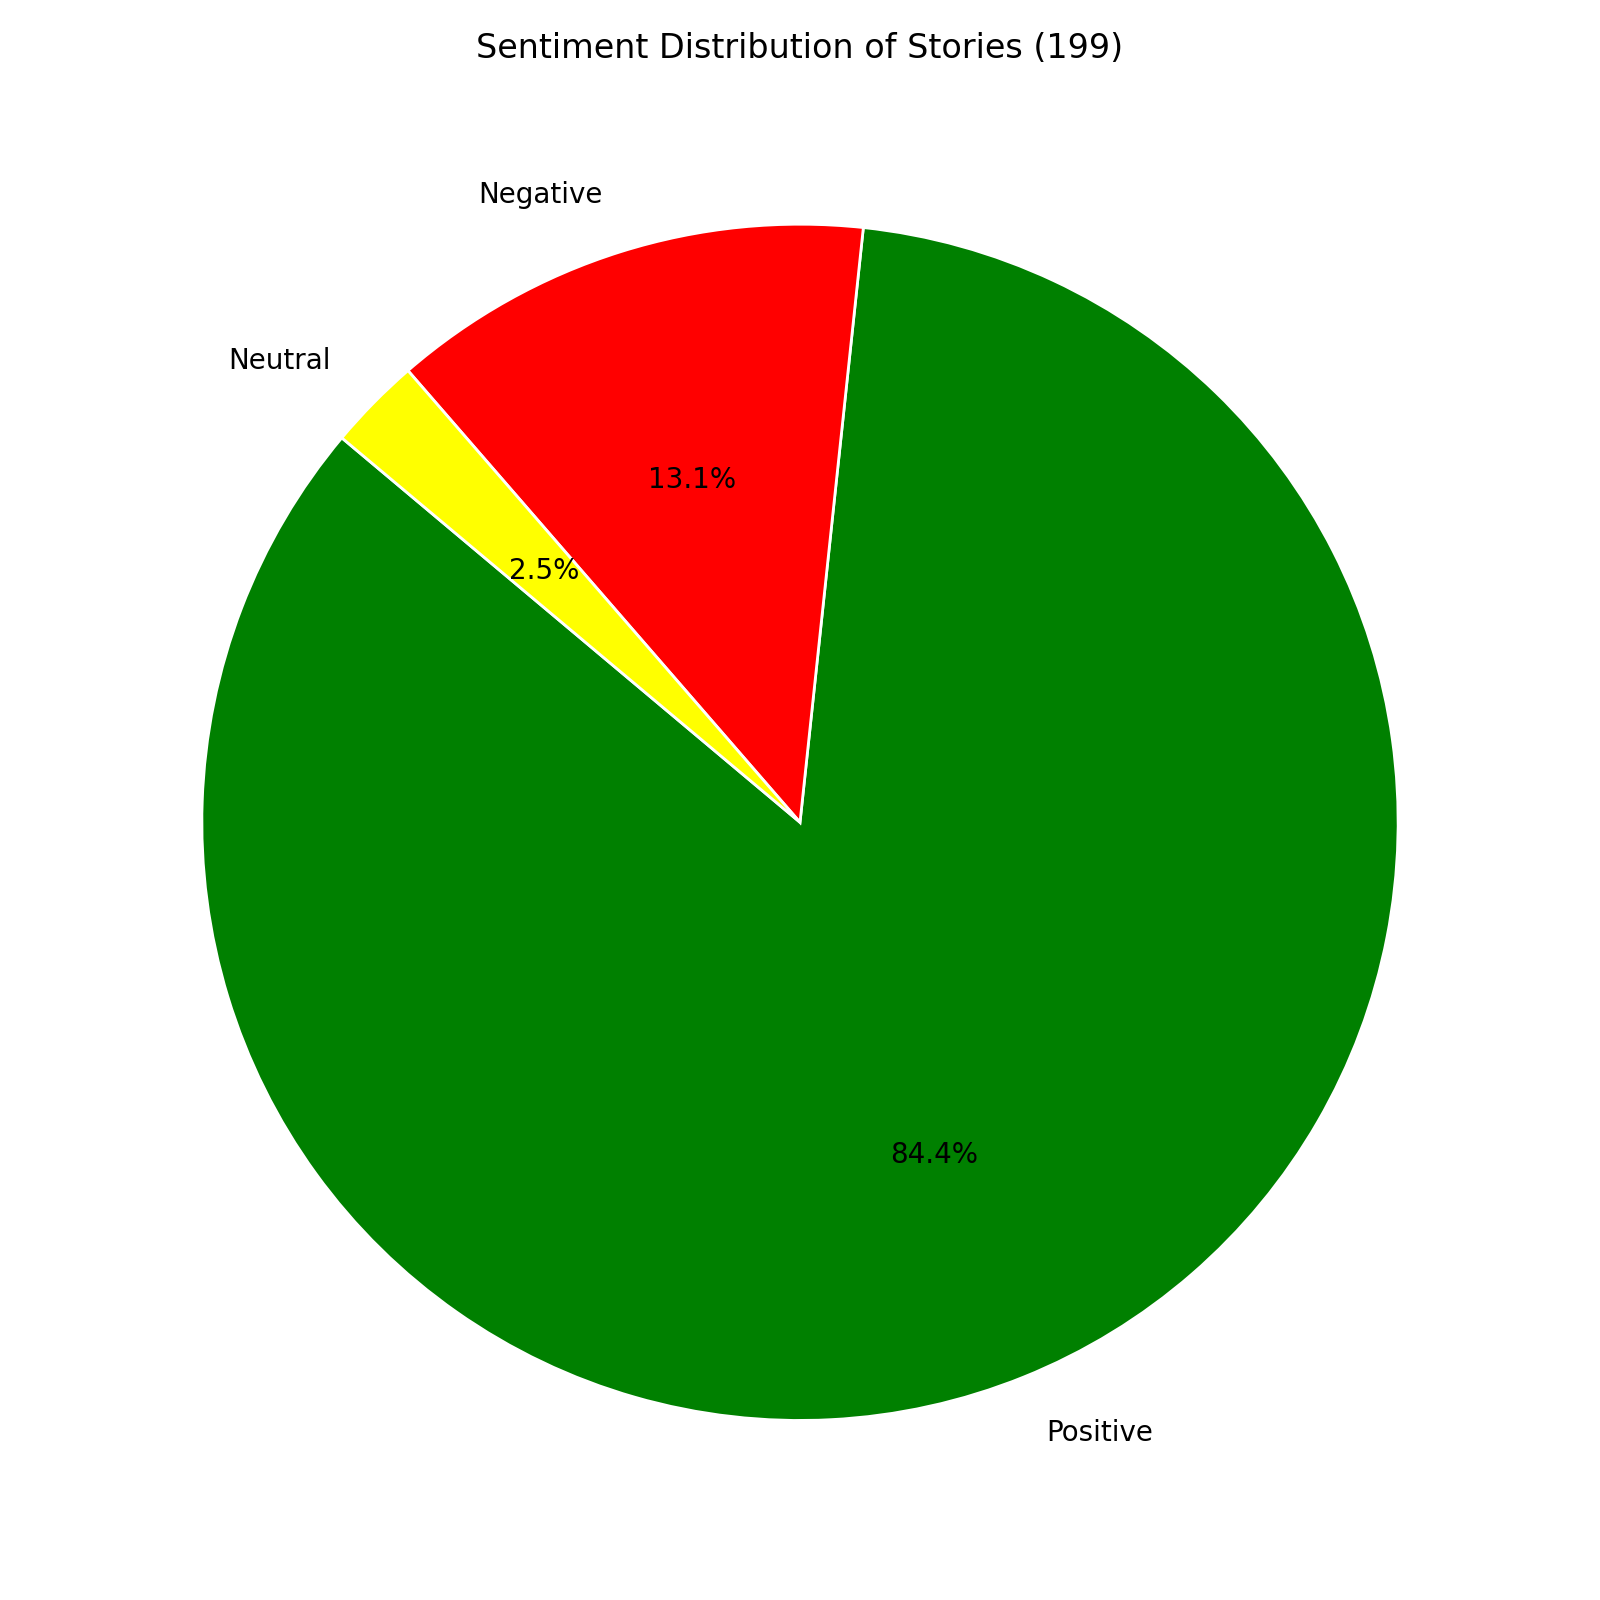 Sentiment Distribution of Stories (199)
Negative
Neutral
13.1%
2.5%
84.4%
Positive